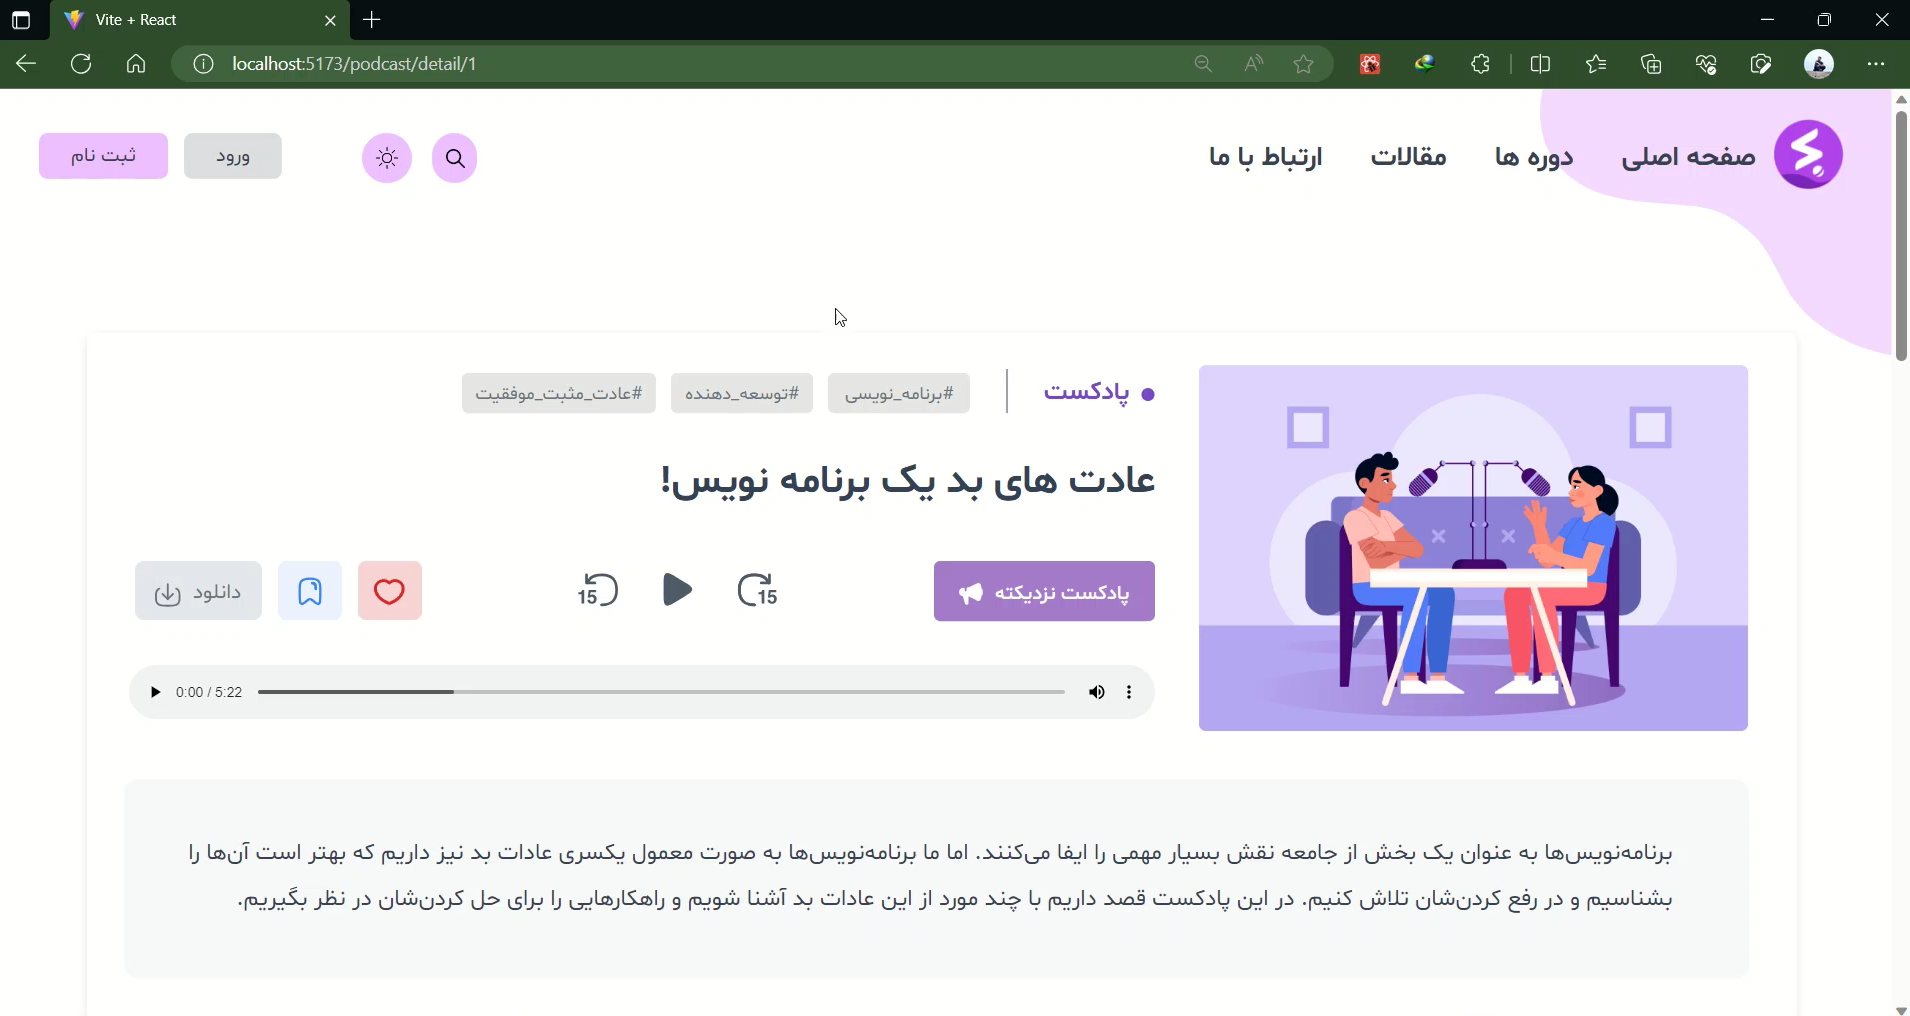 Vite + React
localhost:5173/podcast/detail/1
صفحه اصلی
دوره ها
مقالات
ارتباط با ما
ورود
ثبت نام
پادکست
#برنامه_نویسی
#توسعه_دهنده
#عادت_مثبت_موفقیت
عادت های بد یک برنامه نویس!
پادکست نزدیکته
15
15
دانلود
0:00 / 5:22
برنامه‌نویس‌ها به عنوان یک بخش از جامعه نقش بسیار مهمی را ایفا می‌کنند. اما ما برنامه‌نویس‌ها به صورت معمول یکسری عادات بد نیز داریم که بهتر است آن‌ها را
بشناسیم و در رفع کردن‌شان تلاش کنیم. در این پادکست قصد داریم با چند مورد از این عادات بد آشنا شویم و راهکارهایی را برای حل کردن‌شان در نظر بگیریم.